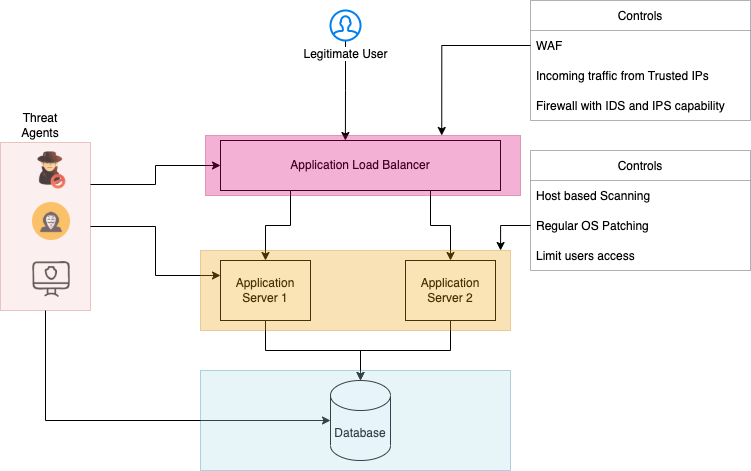 Controls
WAF
Incoming traffic from Trusted IPs
Firewall with IDS and IPS capability
Legitimate User
Threat
Agents
Application Load Balancer
Controls
Host based Scanning
Regular OS Patching
Limit users access
Application
Server 1
Application
Server 2
Database